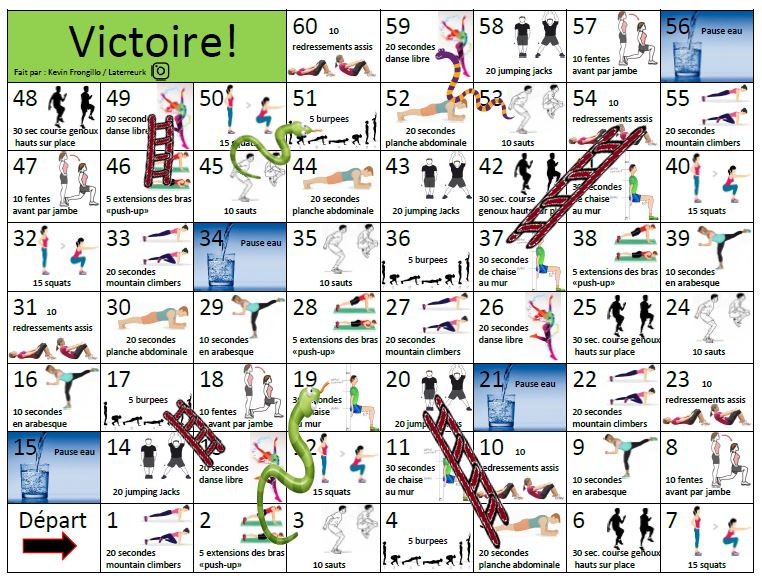 Victoire!
Fait par : Kevin Frongillo / Laterreurk
60 10
redressements assis
59
20 secondes
danse libre
58
20 jumping jacks
57
10 fentes
avant par jambe
56 Pause eau
48
30 sec course genoux
hauts sur place
49
20 secondes
danse libre
50
15 squats
51
5 burpees
52
20 secondes
planche abdominale
53
10 sauts
54 10
redressements assis
55
20 secondes
mountain climbers
47
10 fentes
avant par jambe
46
5 extensions des bras
«push-up»
45
10 sauts
44
20 secondes
planche abdominale
43
20 jumping Jacks
42
30 sec. course
genoux hauts
secondes
chaise
au mur
40
15 squats
32
15 squats
33
20 secondes
mountain climbers
34 Pause eau
35
10 sauts
36
5 burpees
37
30 secondes
de chaise
au mur
38
5 extensions des bras
«push-up»
39
10 secondes
en arabesque
31 10
redressements assis
30
20 secondes
planche abdominale
29
10 secondes
en arabesque
28
5 extensions des bras
«push-up»
27
20 secondes
mountain climbers
26
20 secondes
danse libre
25
30 sec. course genoux
hauts sur place
24
10 sauts
16
10 secondes
en arabesque
17
5 burpees
18
10 fentes
avant par jambe
19
au mur
20
20
21 Pause eau
22
20 secondes
mountain climbers
23 10
redressements assis
15 Pause eau
14
20 jumping Jacks
20 secondes
danse libre
15 squats
11
30 secondes
de chaise
au mur
10 10
redressements assis
9
10 secondes
en arabesque
8
10 fentes
avant par jambe
Départ
1
20 secondes
mountain climbers
2
5 extensions des bras
«push-up»
3
10 sauts
4
5 burpees
20 secondes
planche abdominale
6
30 sec. course genoux
hauts sur place
7
15 squats